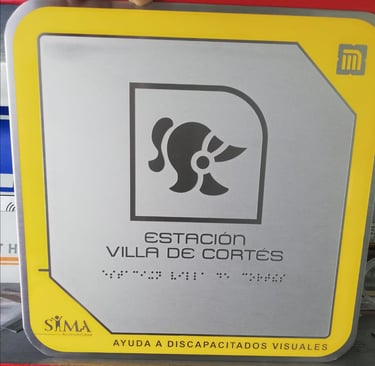 ESTACIÓN
VILLA DE CORTÉS
SIMA
AYUDA A DISCAPACITADOS VISUALES